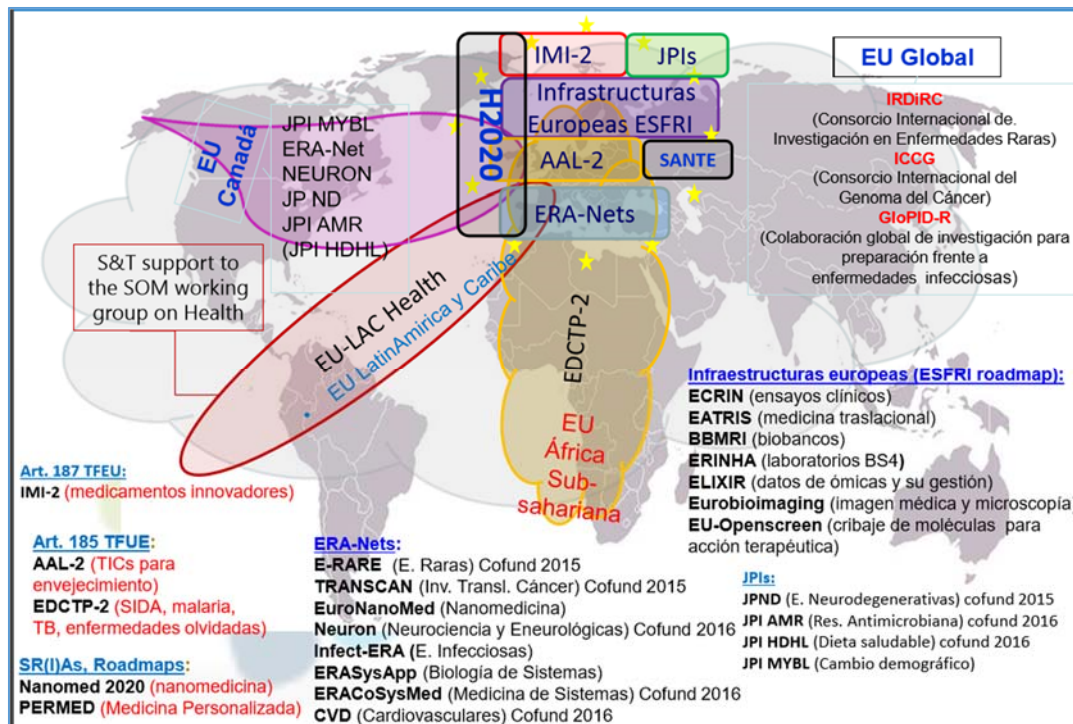 IMI-2
JPIs
EU Global
H2020
Infrastructuras
Europeas ESFRI
AAL-2
SANTE
ERA-Nets
EU
Canadá
JPI MYBL
ERA-Net
NEURON
JP ND
JPI AMR
(JPI HDHL)
IRDiRC
(Consorcio Internacional de.
Investigación en Enfermedades Raras)
ICCG
(Consorcio Internacional del
Genoma del Cáncer)
GloPID-R
(Colaboración global de investigación para
preparación frente a
enfermedades infecciosas)
S&T support to
the SOM working
group on Health
EU-LAC Health
EU LatinAmirica y Caribe
EDCTP-2
EU
África
Sub-
sahariana
Infraestructuras europeas (ESFRI roadmap):
ECRIN (ensayos clínicos)
EATRIS (medicina traslacional)
BBMRI (biobancos)
ERINHA (laboratorios BS4)
ELIXIR (datos de ómicas y su gestión)
Eurobioimaging (imagen médica y microscopía)
EU-Openscreen (cribaje de moléculas para
acción terapéutica)
Art. 187 TFEU:
IMI-2 (medicamentos innovadores)
Art. 185 TFUE:
AAL-2 (TICs para
envejecimiento)
EDCTP-2 (SIDA, malaria,
TB, enfermedades olvidadas)
SR(I)As, Roadmaps:
Nanomed 2020 (nanomedicina)
PERMED (Medicina Personalizada)
ERA-Nets:
E-RARE (E. Raras) Cofund 2015
TRANSCAN (Inv. Transl. Cáncer) Cofund 2015
EuroNanoMed (Nanomedicina)
Neuron (Neurociencia y Eneurológicas) Cofund 2016
Infect-ERA (E. Infecciosas)
ERASysApp (Biología de Sistemas)
ERACoSysMed (Medicina de Sistemas) Cofund 2016
CVD (Cardiovasculares) Cofund 2016
JPIs:
JPND (E. Neurodegenerativas) cofund 2015
JPI AMR (Res. Antimicrobiana) cofund 2016
JPI HDHL (Dieta saludable) cofund 2016
JPI MYBL (Cambio demográfico)